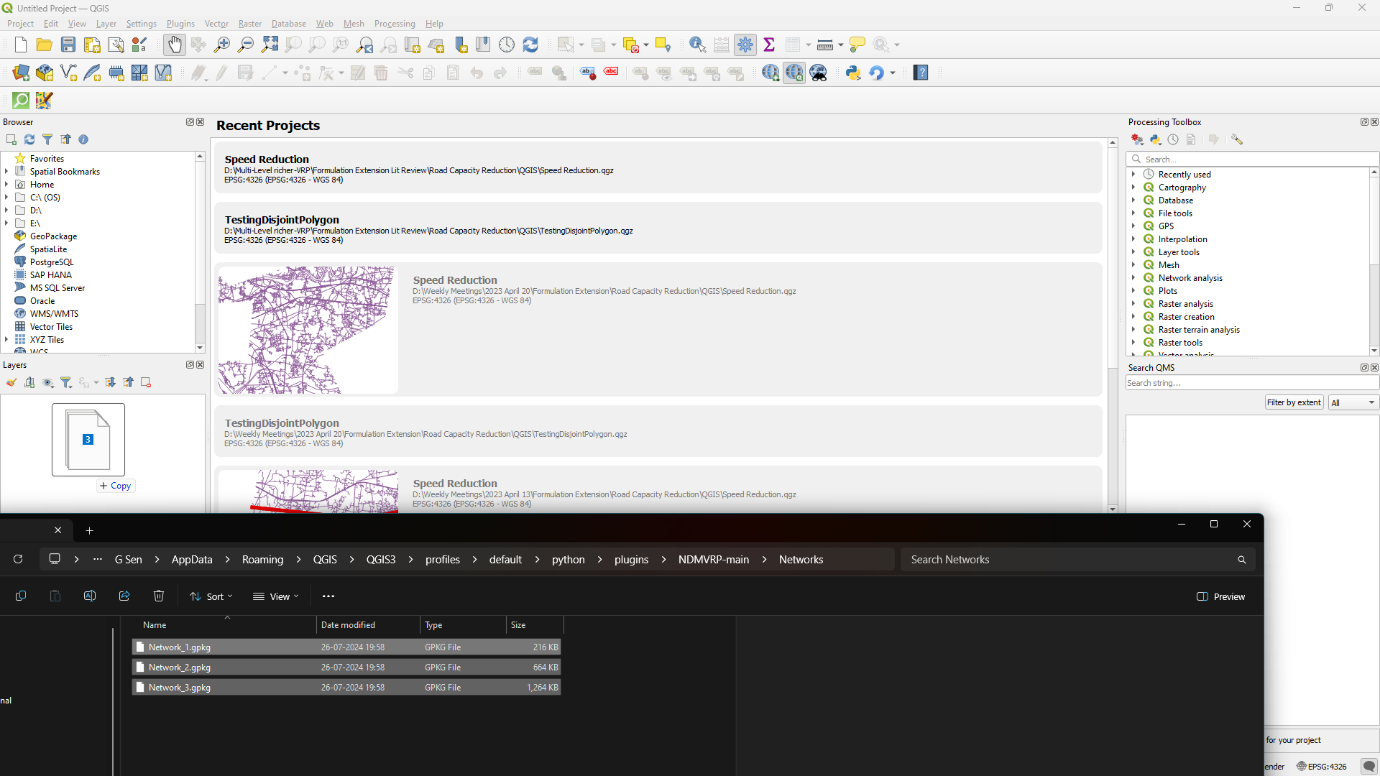 Untitled Project — QGIS
Project Edit View Layer Settings Plugins Vector Raster Database Web Mesh Processing Help
Browser
Favorites
Spatial Bookmarks
Home
C:\ (OS)
D:\
E:\
GeoPackage
SpatiaLite
PostgreSQL
SAP HANA
MS SQL Server
Oracle
WMS/WMTS
Vector Tiles
XYZ Tiles
WCS
Layers
3
+ Copy
Recent Projects
Speed Reduction
D:\Multi-Level richer-VRP\Formulation Extension Lit Review\Road Capacity Reduction\QGIS\Speed Reduction.qgz
EPSG:4326 (EPSG:4326 - WGS 84)
TestingDisjointPolygon
D:\Multi-Level richer-VRP\Formulation Extension Lit Review\Road Capacity Reduction\QGIS\TestingDisjointPolygon.qgz
EPSG:4326 (EPSG:4326 - WGS 84)
Speed Reduction
D:\Weekly Meetings\2023 April 20\Formulation Extension\Road Capacity Reduction\QGIS\Speed Reduction.qgz
EPSG:4326 (EPSG:4326 - WGS 84)
TestingDisjointPolygon
D:\Weekly Meetings\2023 April 20\Formulation Extension\Road Capacity Reduction\QGIS\TestingDisjointPolygon.qgz
EPSG:4326 (EPSG:4326 - WGS 84)
Speed Reduction
D:\Weekly Meetings\2023 April 13\Formulation Extension\Road Capacity Reduction\QGIS\Speed Reduction.qgz
EPSG:4326 (EPSG:4326 - WGS 84)
Processing Toolbox
Search...
Recently used
Cartography
Database
File tools
GPS
Interpolation
Layer tools
Mesh
Network analysis
Plots
Raster analysis
Raster creation
Raster terrain analysis
Raster tools
Vector analysis
Search QMS
Search string...
Filter by extent All
G Sen > AppData > Roaming > QGIS > QGIS3 > profiles > default > python > plugins > NDMVRP-main > Networks
Search Networks
Sort View Preview
Name Date modified Type Size
Network_1.gpkg 26-07-2024 19:58 GPKG File 216 KB
Network_2.gpkg 26-07-2024 19:58 GPKG File 664 KB
Network_3.gpkg 26-07-2024 19:58 GPKG File 1,264 KB
nal
for your project
ender EPSG:4326